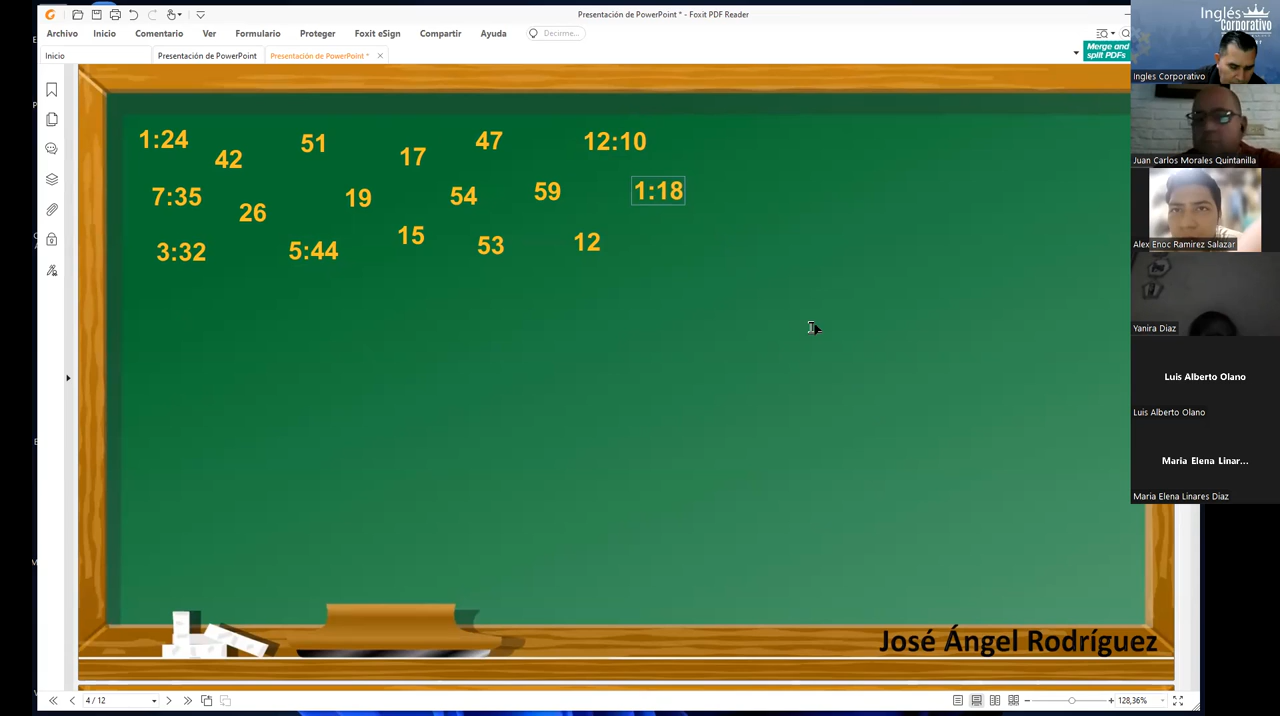 Presentación de PowerPoint * - Foxit PDF Reader
Archivo Inicio Comentario Ver Formulario Proteger Foxit eSign Compartir Ayuda Decirme...
Inicio Presentación de PowerPoint Presentación de PowerPoint *
Merge and
split PDFs
1:24 42 51 17 47 12:10
7:35 26 19 54 59 1:18
3:32 5:44 15 53 12
José Ángel Rodríguez
4 / 12
128,36%
Inglés
Corporativo
Ingles Corporativo
Juan Carlos Morales Quintanilla
Alex Enoc Ramirez Salazar
Yanira Diaz
Luis Alberto Olano
Luis Alberto Olano
Maria Elena Linar...
Maria Elena Linares Diaz